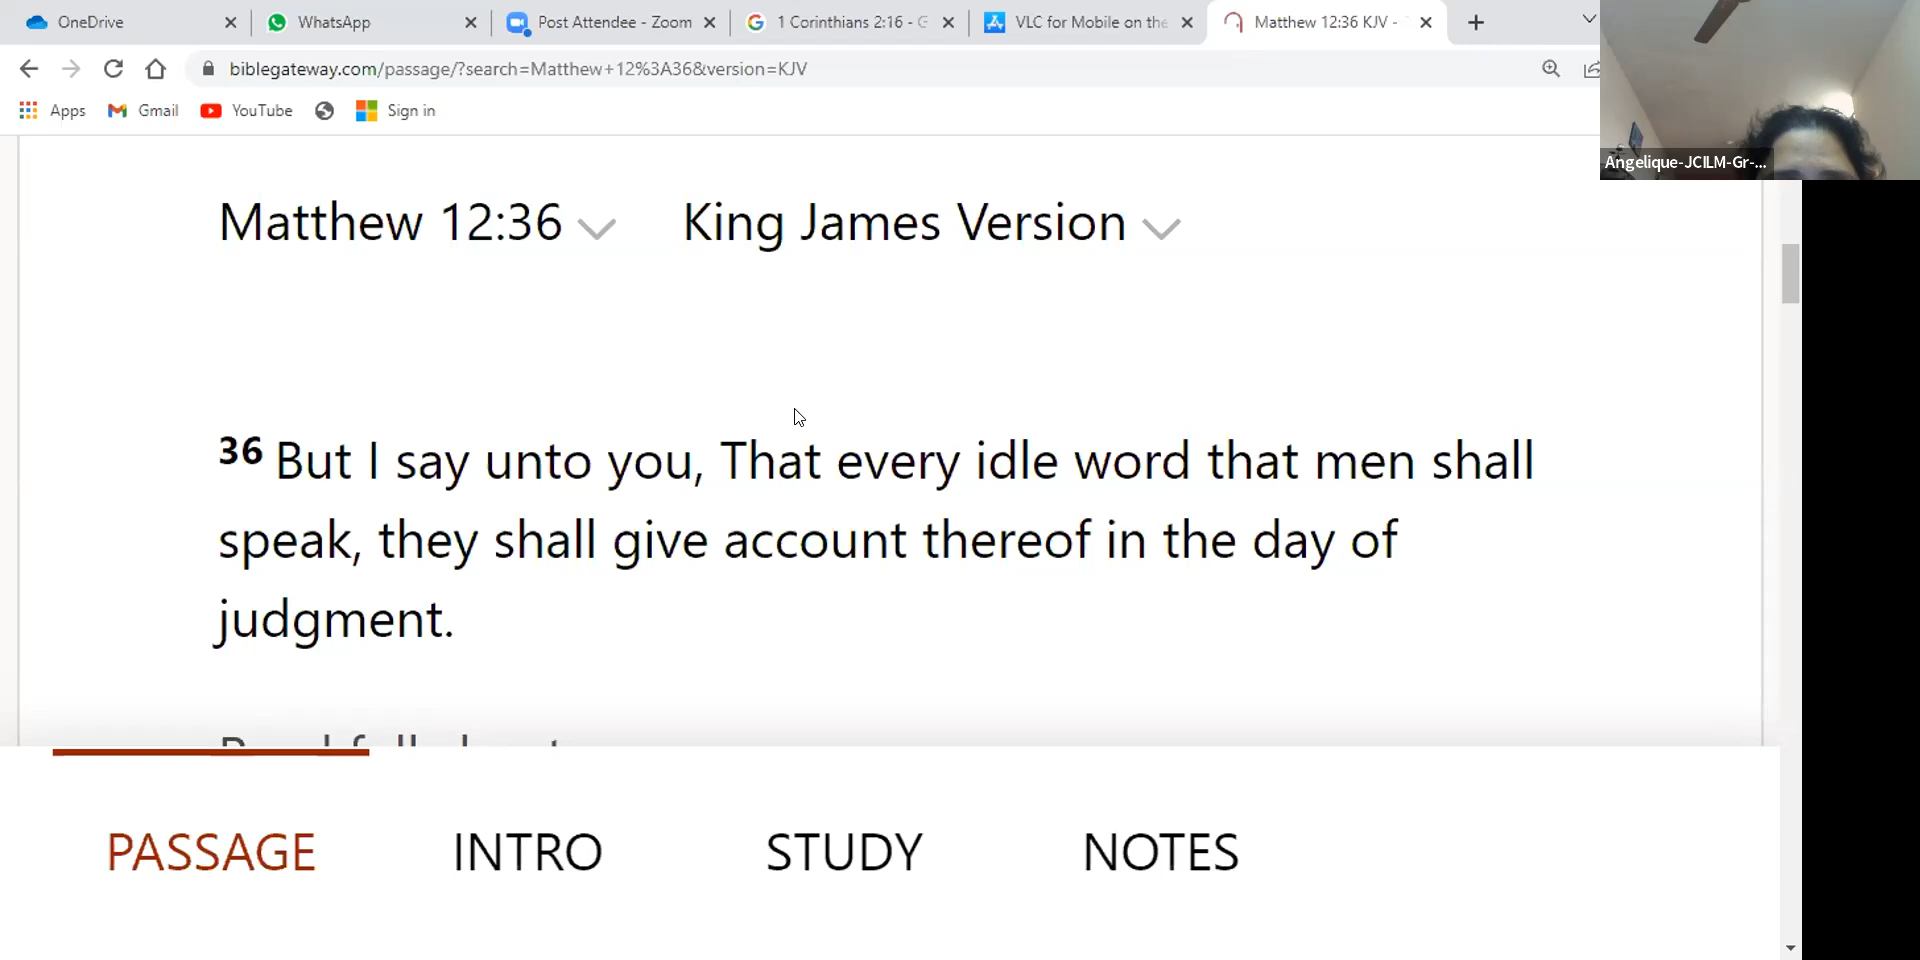 OneDrive
WhatsApp
Post Attendee - Zoom
1 Corinthians 2:16 - G
VLC for Mobile on the
Matthew 12:36 KJV -
biblegateway.com/passage/?search=Matthew+12%3A36&version=KJV
Apps
Gmail
YouTube
Sign in
Angelique-JCILM-Gr-...
Matthew 12:36
King James Version
36 But I say unto you, That every idle word that men shall
speak, they shall give account thereof in the day of
judgment.
PASSAGE
INTRO
STUDY
NOTES